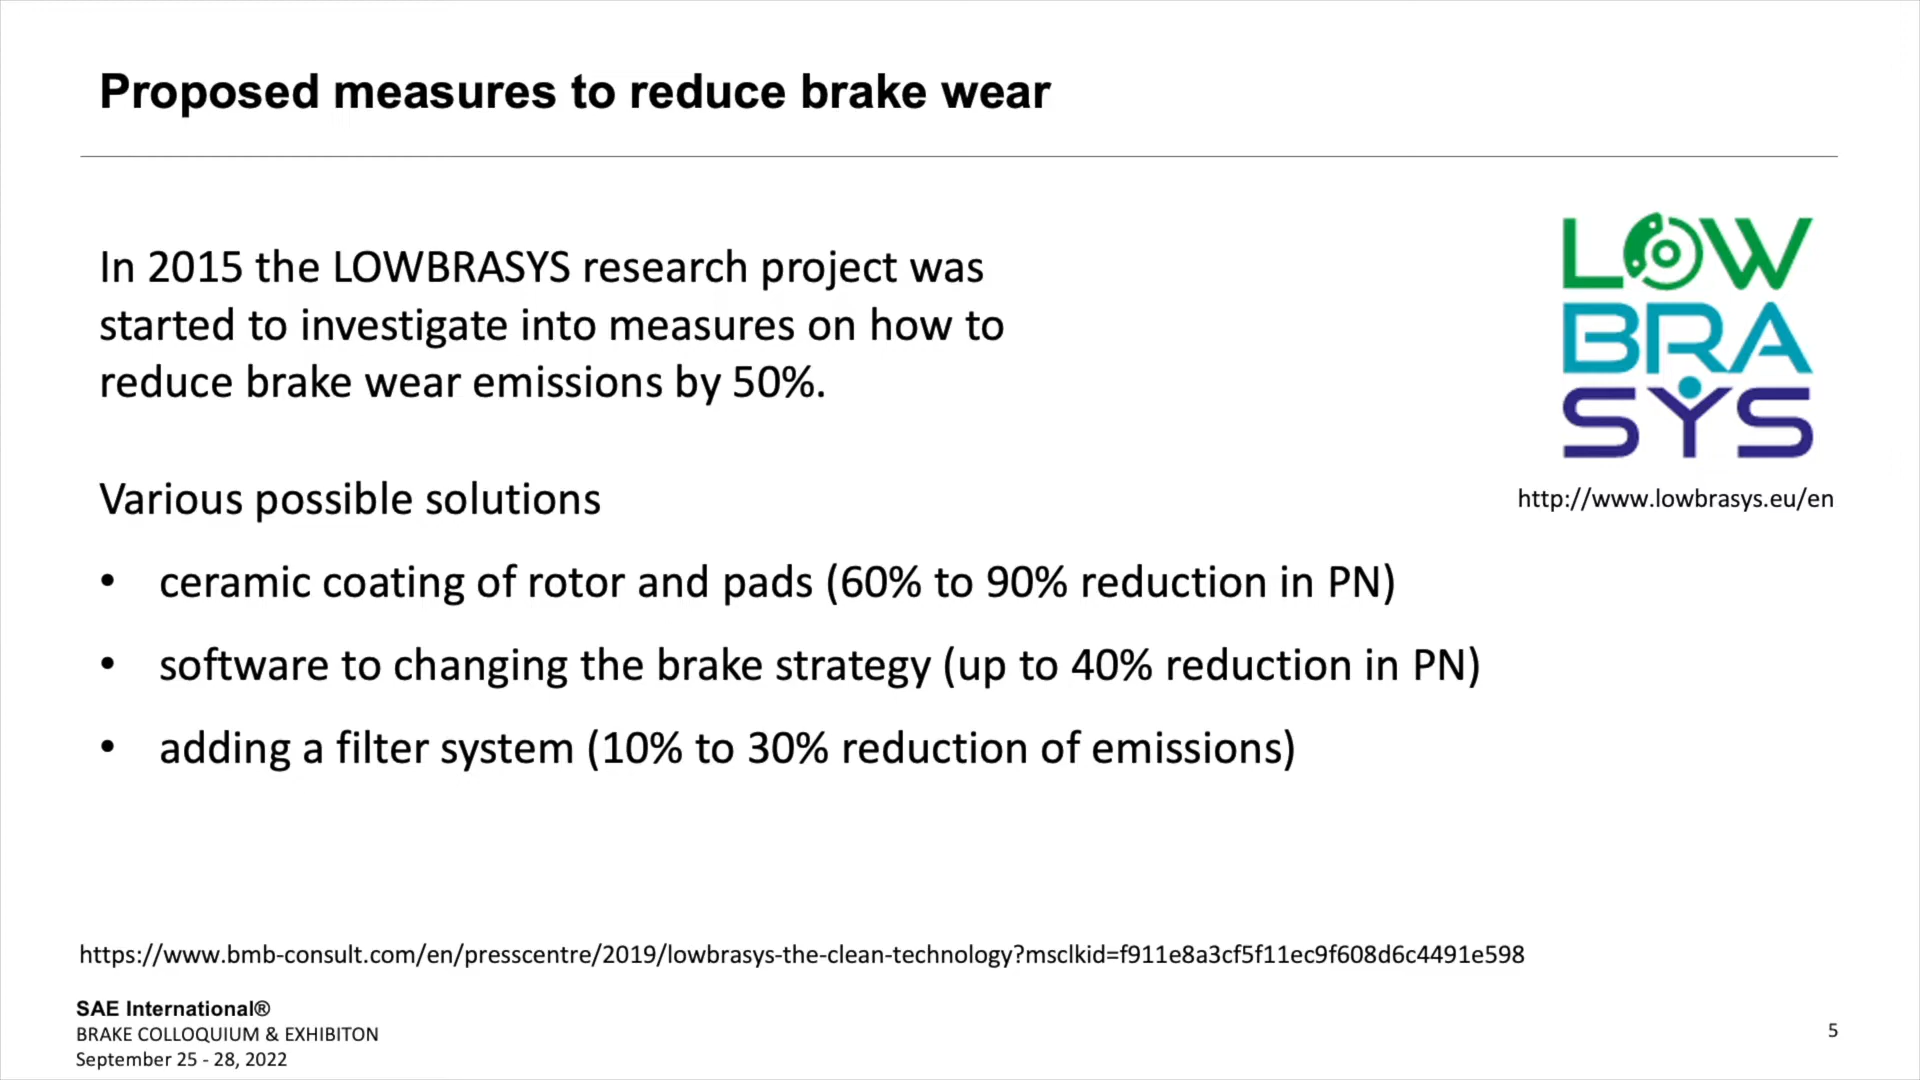 Proposed measures to reduce brake wear
In 2015 the LOWBRASYS research project was
started to investigate into measures on how to
reduce brake wear emissions by 50%.
LOW
BRA
SYS
http://www.lowbrasys.eu/en
Various possible solutions
• ceramic coating of rotor and pads (60% to 90% reduction in PN)
• software to changing the brake strategy (up to 40% reduction in PN)
• adding a filter system (10% to 30% reduction of emissions)
https://www.bmb-consult.com/en/presscentre/2019/lowbrasys-the-clean-technology?msclkid=f911e8a3cf5f11ec9f608d6c4491e598
SAE International®
BRAKE COLLOQUIUM & EXHIBITON
September 25 - 28, 2022
5